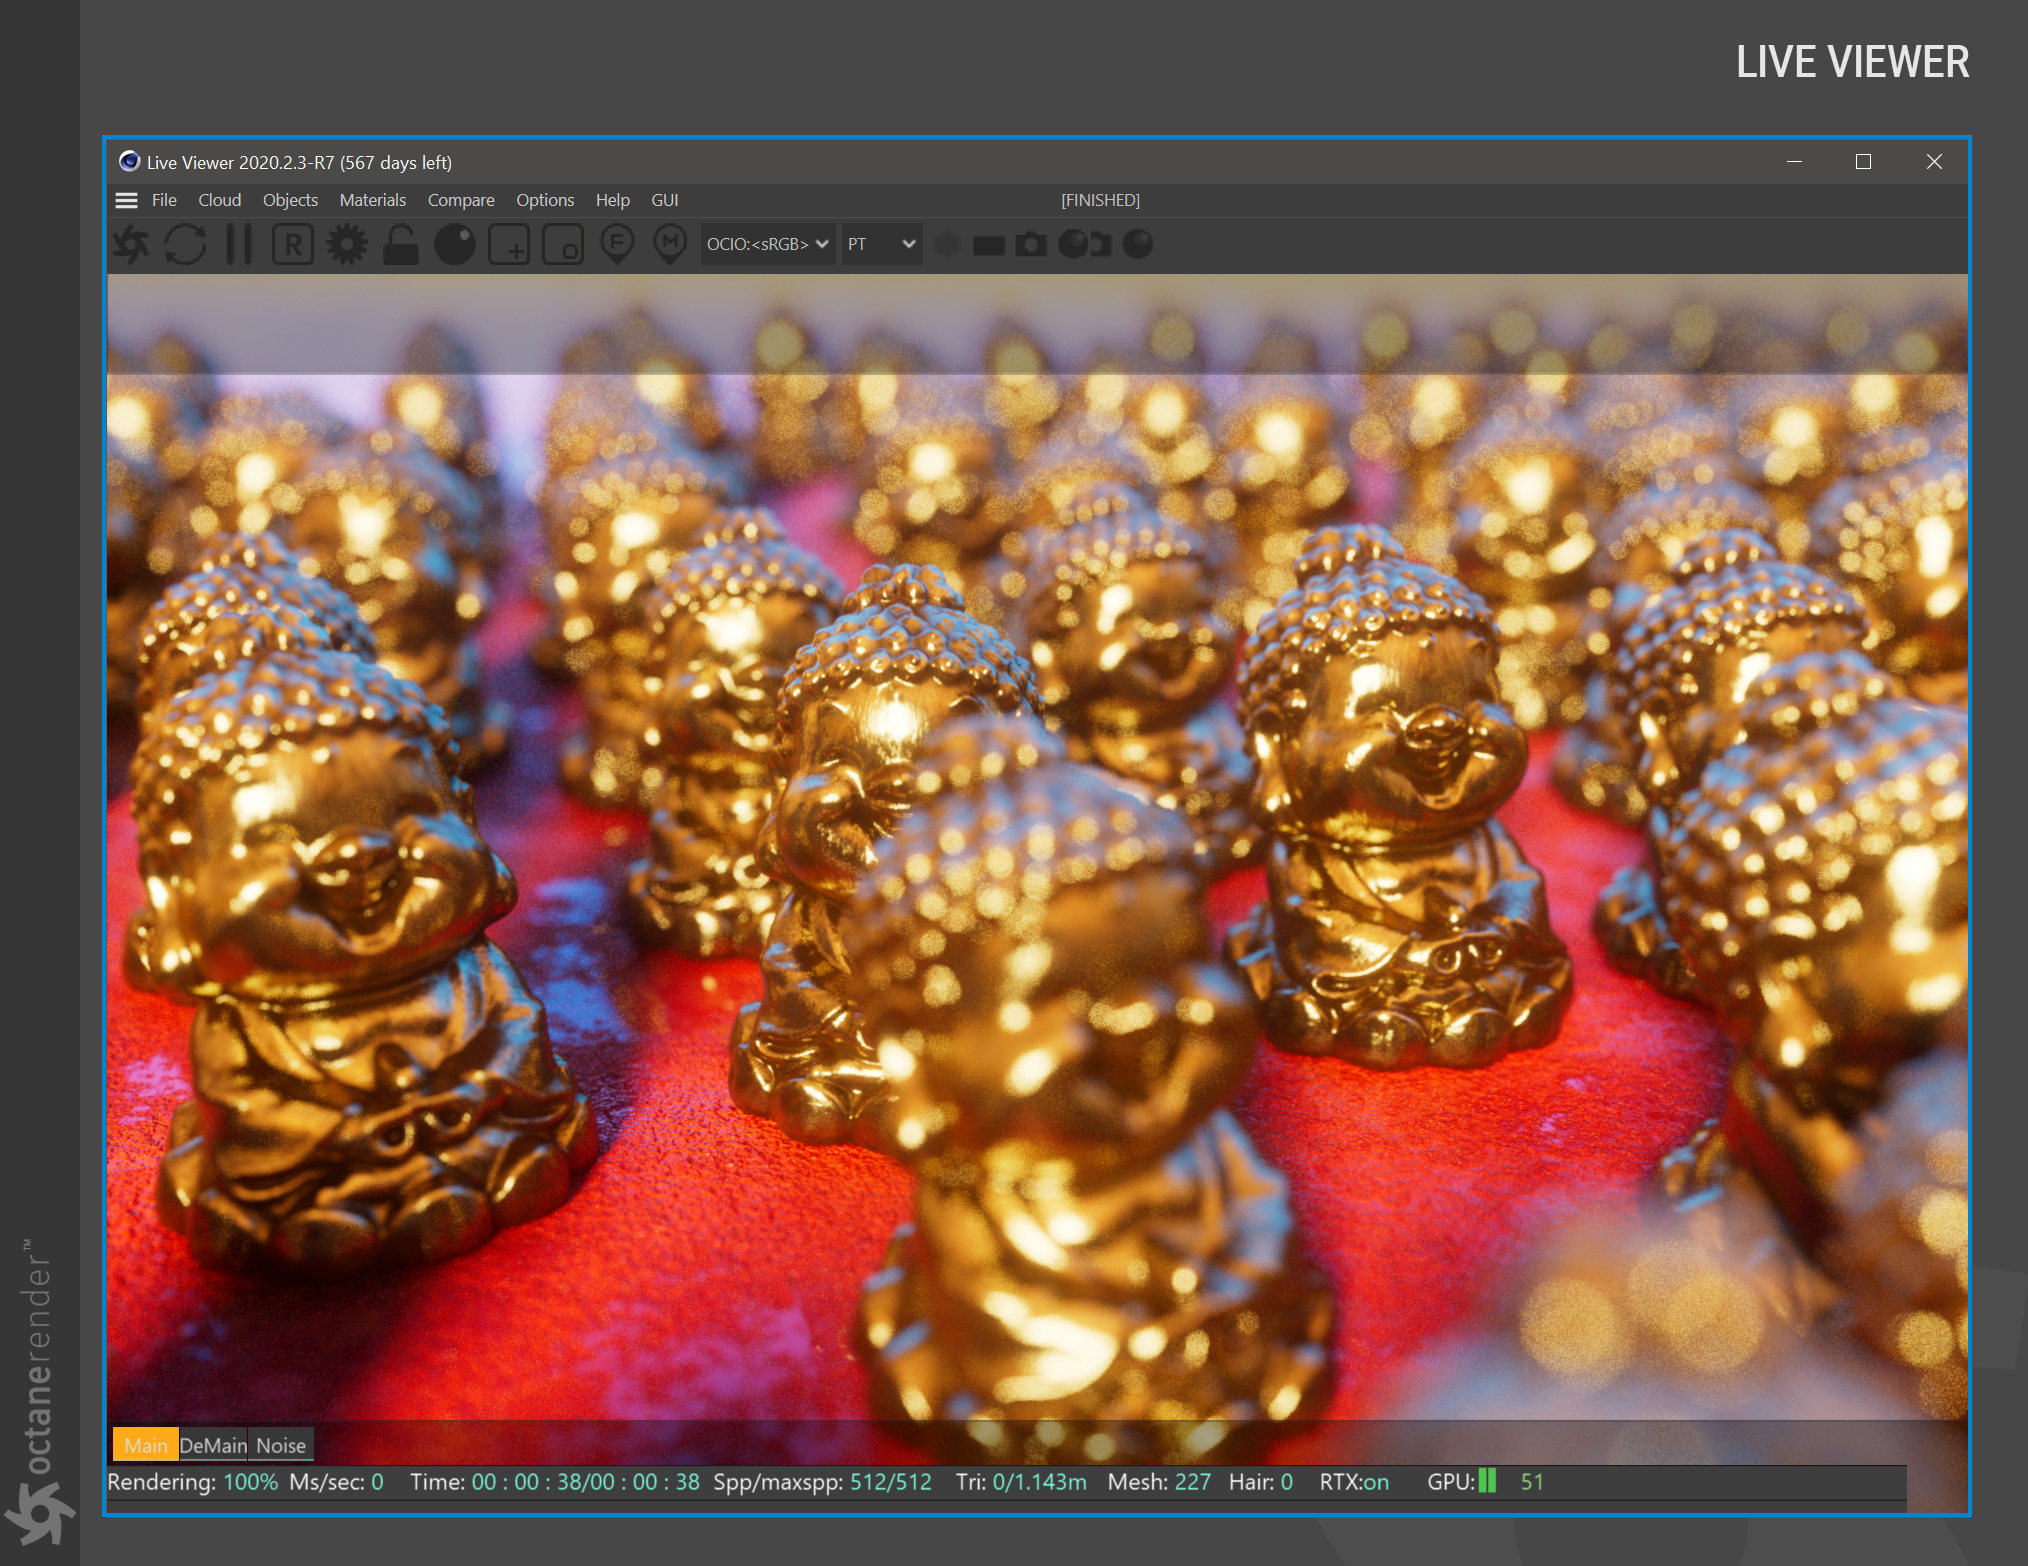 LIVE VIEWER
Live Viewer 2020.2.3-R7 (567 days left)
File Cloud Objects Materials Compare Options Help GUI [FINISHED]
R F M OCIO:<sRGB> PT
Main DeMain Noise
Rendering: 100% Ms/sec: 0 Time: 00 : 00 : 38/00 : 00 : 38 Spp/maxspp: 512/512 Tri: 0/1.143m Mesh: 227 Hair: 0 RTX:on GPU: 51
octanerender™